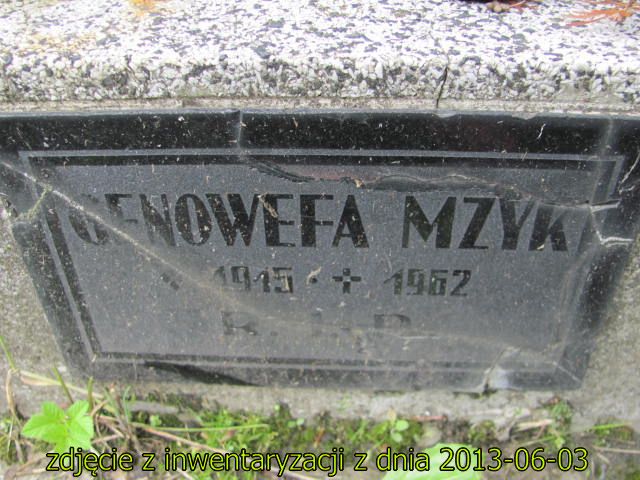 GENOWEFA MZYK
* 1915 · + 1962
R. I. P.
zdjęcie z inwentaryzacji z dnia 2013-06-03